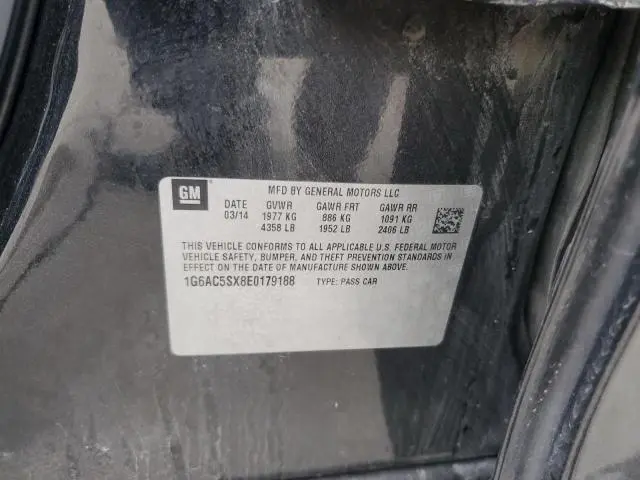 GM
MFD BY GENERAL MOTORS LLC
DATE GVWR GAWR FRT GAWR RR
03/14 1977 KG 886 KG 1091 KG
4358 LB 1952 LB 2406 LB
THIS VEHICLE CONFORMS TO ALL APPLICABLE U.S. FEDERAL MOTOR
VEHICLE SAFETY, BUMPER, AND THEFT PREVENTION STANDARDS IN
EFFECT ON THE DATE OF MANUFACTURE SHOWN ABOVE.
1G6AC5SX8E0179188 TYPE: PASS CAR